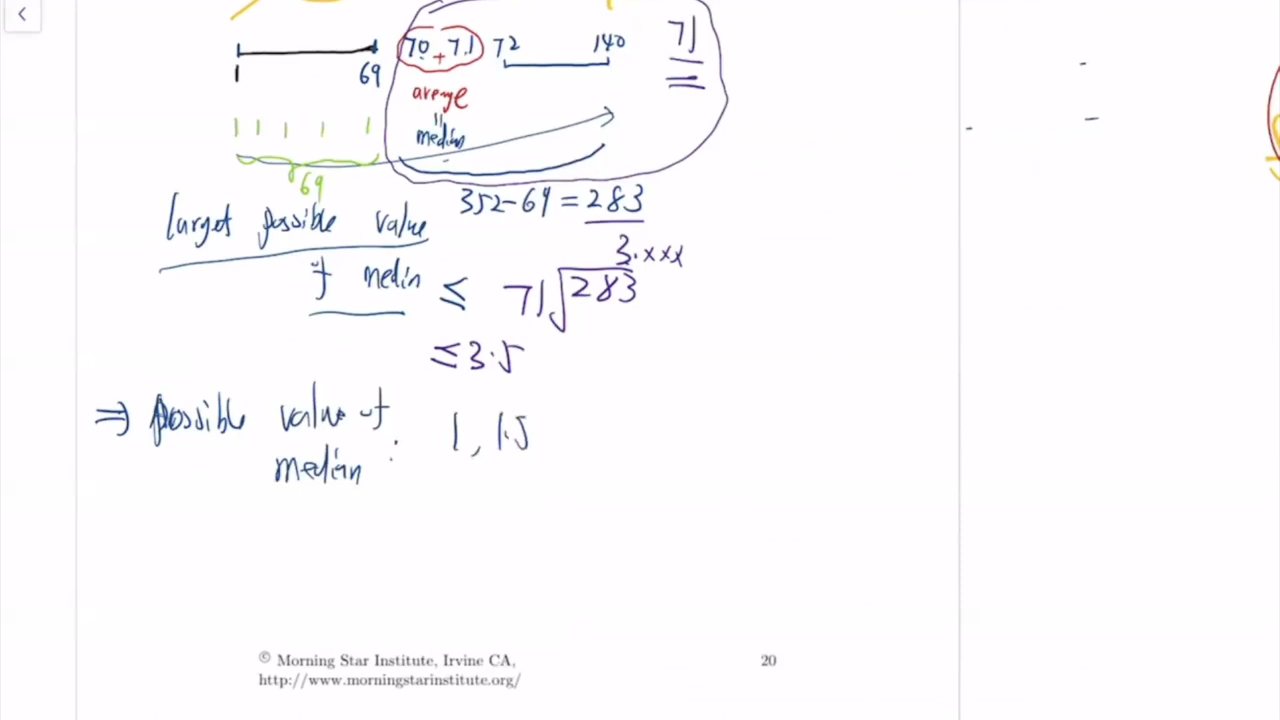 70 + 71 72 140 71
1 69
average
=
median
69
352-69 = 283
Largest possible value
of median ≤ 71√283 3.xxx
≤ 3.5
⇒ possible value of
median : 1, 1.5
© Morning Star Institute, Irvine CA,
http://www.morningstarinstitute.org/
20